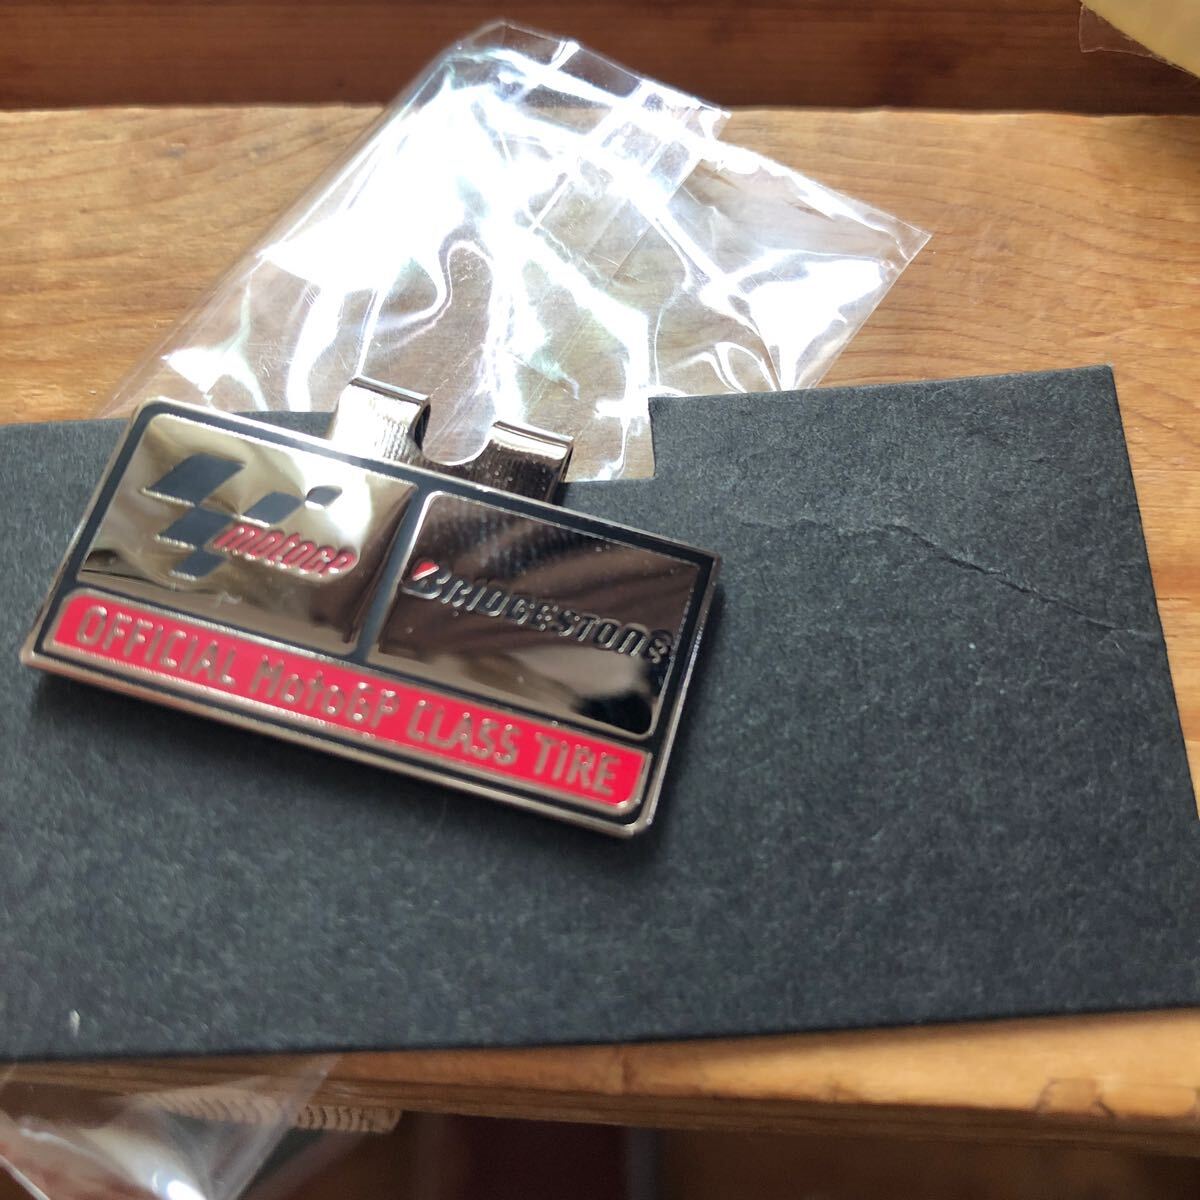 motoGP
BRIDGESTONE
OFFICIAL MotoGP CLASS TIRE